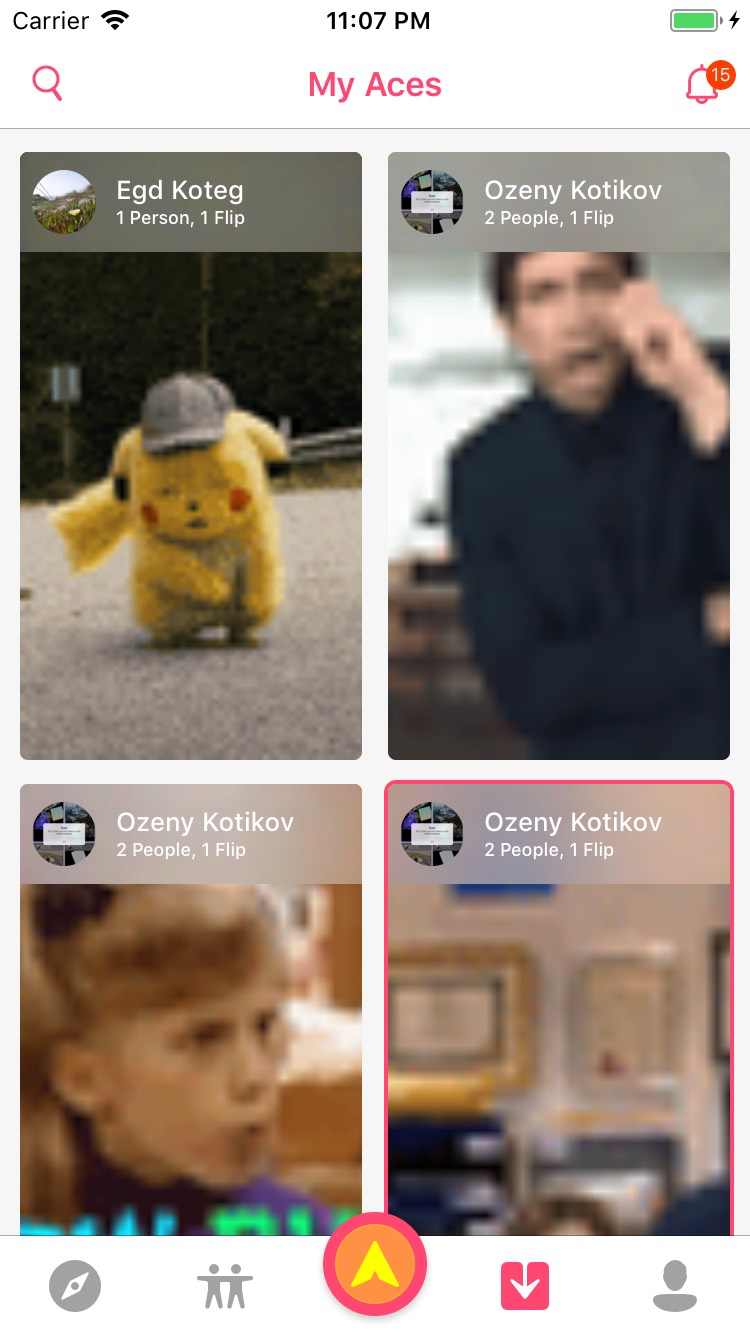 Carrier 11:07 PM
My Aces
15
Egd Koteg
1 Person, 1 Flip
Ozeny Kotikov
2 People, 1 Flip
Ozeny Kotikov
2 People, 1 Flip
Ozeny Kotikov
2 People, 1 Flip